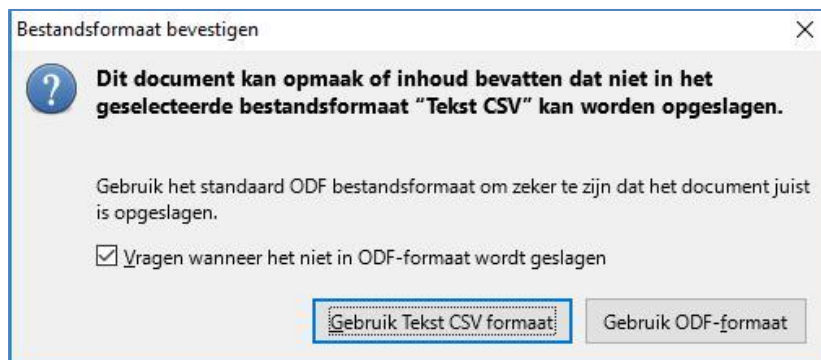 Bestandsformaat bevestigen
Dit document kan opmaak of inhoud bevatten dat niet in het
geselecteerde bestandsformaat “Tekst CSV” kan worden opgeslagen.
Gebruik het standaard ODF bestandsformaat om zeker te zijn dat het document juist
is opgeslagen.
Vragen wanneer het niet in ODF-formaat wordt geslagen
Gebruik Tekst CSV formaat Gebruik ODF-formaat